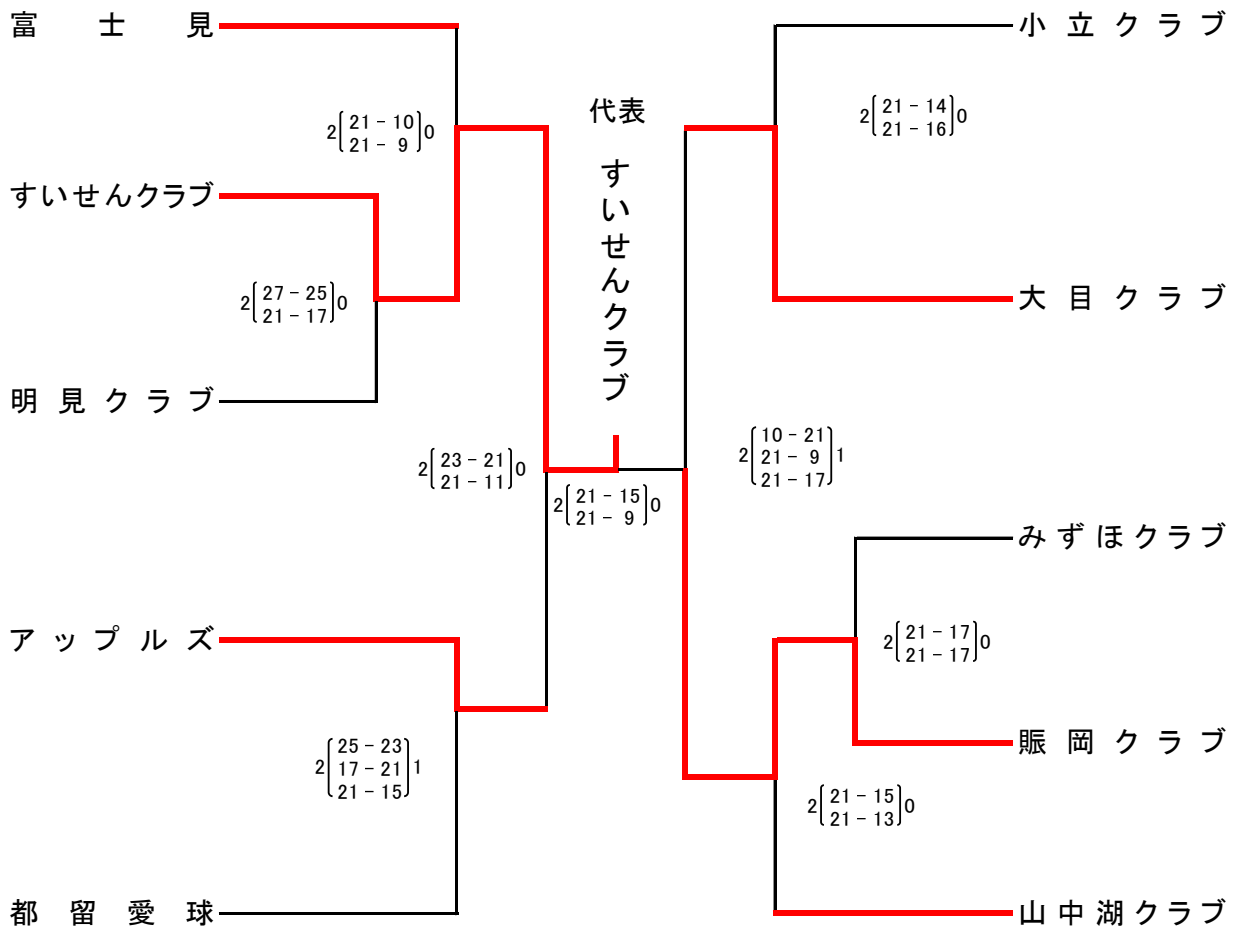 富士見
小立クラブ
代表
すいせんクラブ
2 21 - 10 0
21 - 9
2 21 - 14 0
21 - 16
すいせんクラブ
2 27 - 25 0
21 - 17
大目クラブ
明見クラブ
2 23 - 21 0
21 - 11
2 21 - 15 0
21 - 9
10 - 21
2 21 - 9 1
21 - 17
みずほクラブ
アップルズ
2 21 - 17 0
21 - 17
賑岡クラブ
25 - 23
2 17 - 21 1
21 - 15
2 21 - 15 0
21 - 13
都留愛球
山中湖クラブ